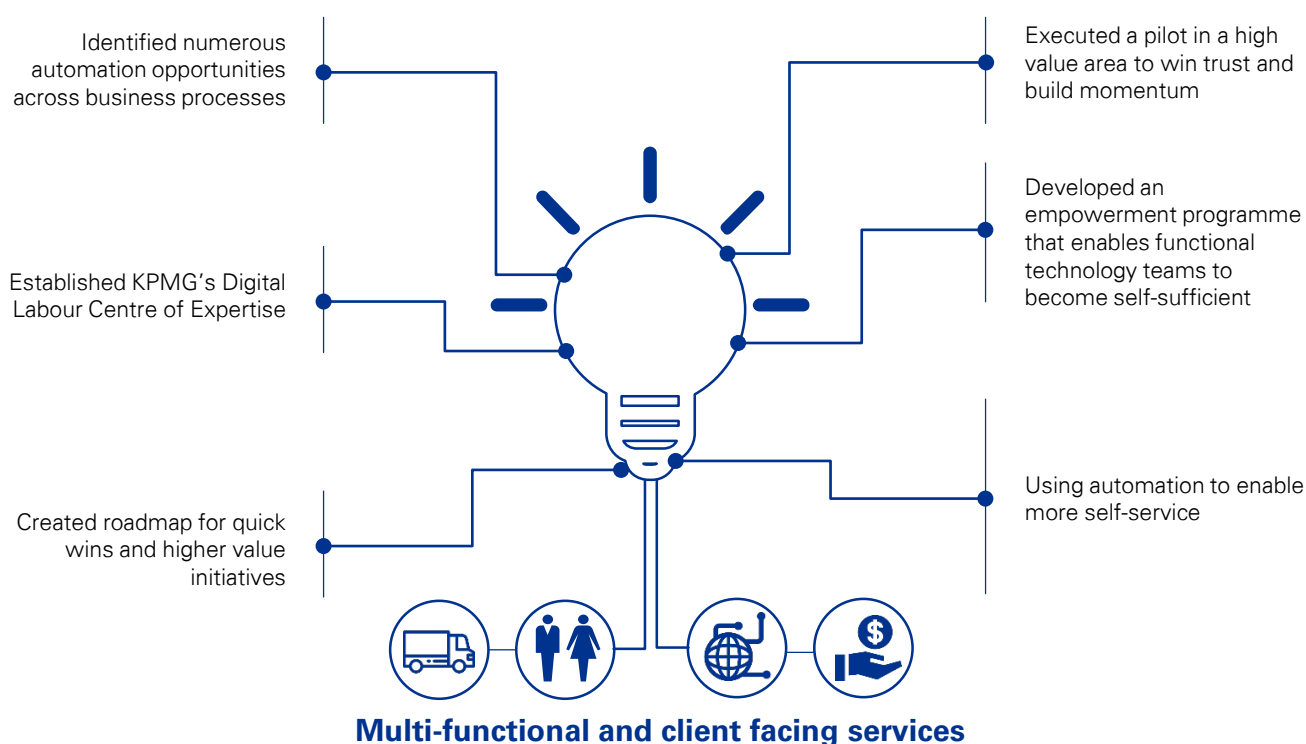 Identified numerous
automation opportunities
across business processes
Established KPMG's Digital
Labour Centre of Expertise
Created roadmap for quick
wins and higher value
initiatives
Executed a pilot in a high
value area to win trust and
build momentum
Developed an
empowerment programme
that enables functional
technology teams to
become self-sufficient
Using automation to enable
more self-service
$
Multi-functional and client facing services